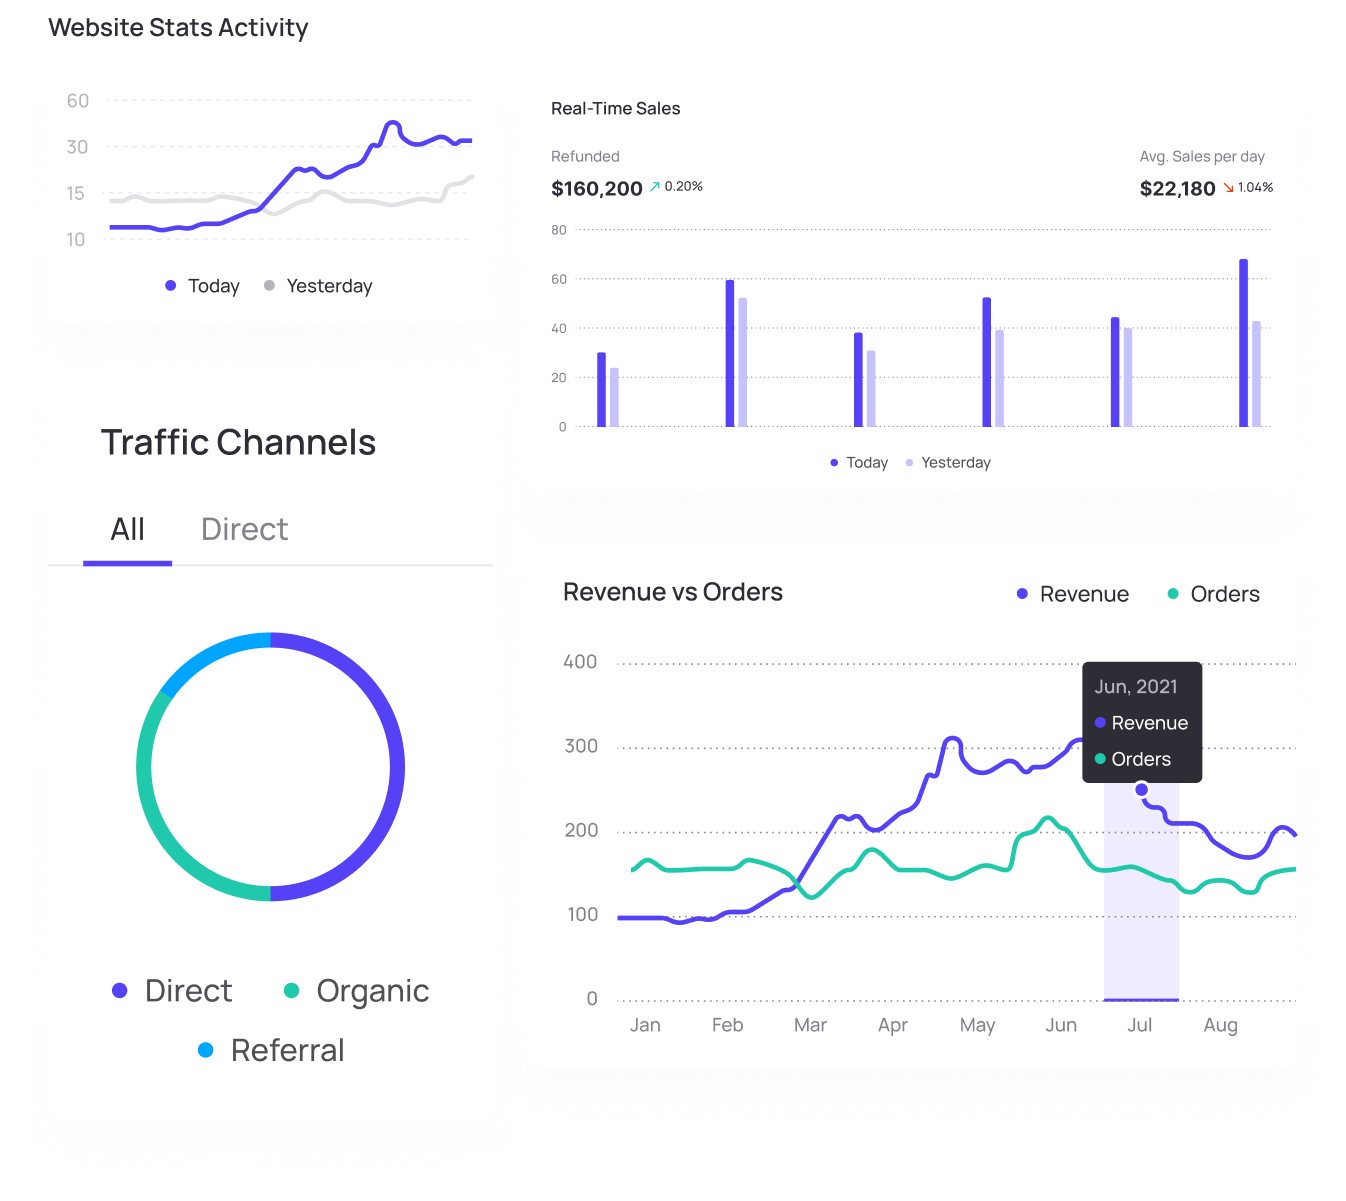 Website Stats Activity
60
30
15
10
Today Yesterday
Real-Time Sales
Refunded Avg. Sales per day
$160,200 0.20% $22,180 1.04%
80
60
40
20
0
Today Yesterday
Traffic Channels
All Direct
Direct Organic
Referral
Revenue vs Orders Revenue Orders
400
300
200
100
0
Jun, 2021
Revenue
Orders
Jan Feb Mar Apr May Jun Jul Aug